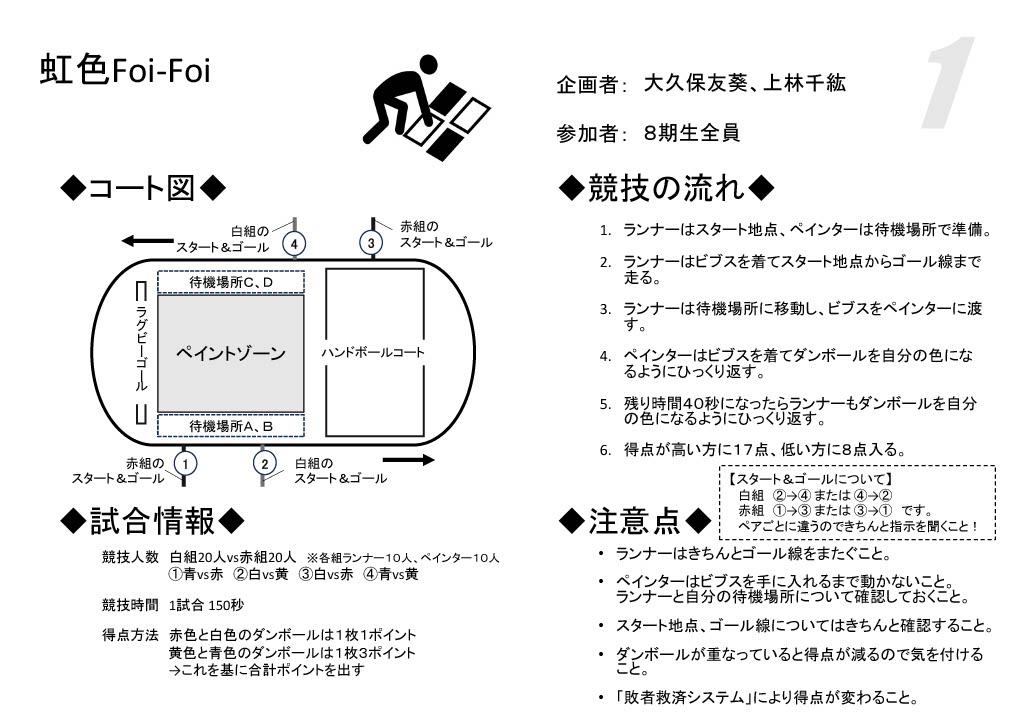 虹色Foi-Foi
1
企画者： 大久保友葵、上林千紘
参加者： 8期生全員
◆コート図◆
白組の
スタート＆ゴール
4
3
赤組の
スタート＆ゴール
待機場所C、D
ラグビーゴール
ペイントゾーン
ハンドボールコート
待機場所A、B
赤組の
スタート＆ゴール
1
2
白組の
スタート＆ゴール
◆試合情報◆
競技人数 白組20人vs赤組20人 ※各組ランナー10人、ペインター10人
①青vs赤 ②白vs黄 ③白vs赤 ④青vs黄
競技時間 1試合 150秒
得点方法 赤色と白色のダンボールは1枚1ポイント
黄色と青色のダンボールは1枚3ポイント
→これを基に合計ポイントを出す
◆競技の流れ◆
1. ランナーはスタート地点、ペインターは待機場所で準備。
2. ランナーはビブスを着てスタート地点からゴール線まで
走る。
3. ランナーは待機場所に移動し、ビブスをペインターに渡
す。
4. ペインターはビブスを着てダンボールを自分の色にな
るようにひっくり返す。
5. 残り時間40秒になったらランナーもダンボールを自分
の色になるようにひっくり返す。
6. 得点が高い方に17点、低い方に8点入る。
【スタート＆ゴールについて】
白組 ②→④ または ④→②
赤組 ①→③ または ③→① です。
ペアごとに違うのできちんと指示を聞くこと！
◆注意点◆
• ランナーはきちんとゴール線をまたぐこと。
• ペインターはビブスを手に入れるまで動かないこと。
ランナーと自分の待機場所について確認しておくこと。
• スタート地点、ゴール線についてはきちんと確認すること。
• ダンボールが重なっていると得点が減るので気を付ける
こと。
• 「敗者救済システム」により得点が変わること。